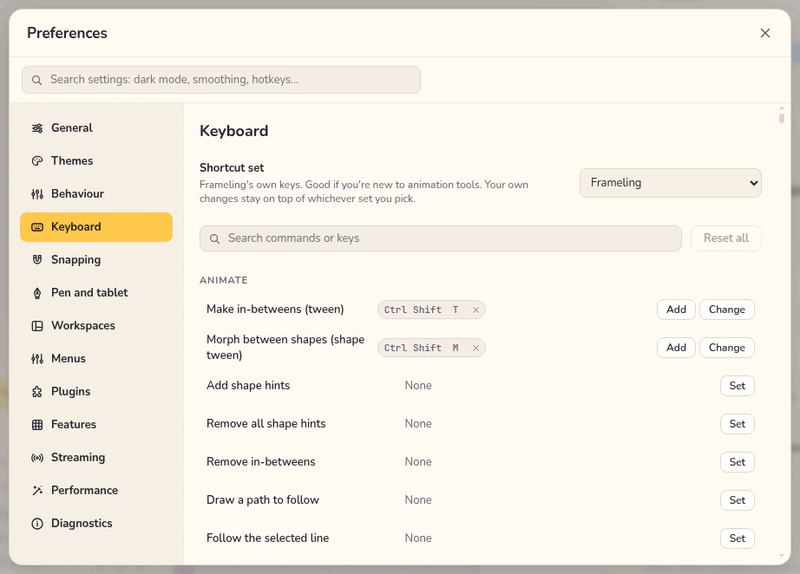 Preferences
Search settings: dark mode, smoothing, hotkeys...
General
Themes
Behaviour
Keyboard
Snapping
Pen and tablet
Workspaces
Menus
Plugins
Features
Streaming
Performance
Diagnostics
Keyboard
Shortcut set
Frameling's own keys. Good if you're new to animation tools. Your own
changes stay on top of whichever set you pick.
Frameling
Search commands or keys
Reset all
ANIMATE
Make in-betweens (tween) Ctrl Shift T × Add Change
Morph between shapes (shape
tween) Ctrl Shift M × Add Change
Add shape hints None Set
Remove all shape hints None Set
Remove in-betweens None Set
Draw a path to follow None Set
Follow the selected line None Set